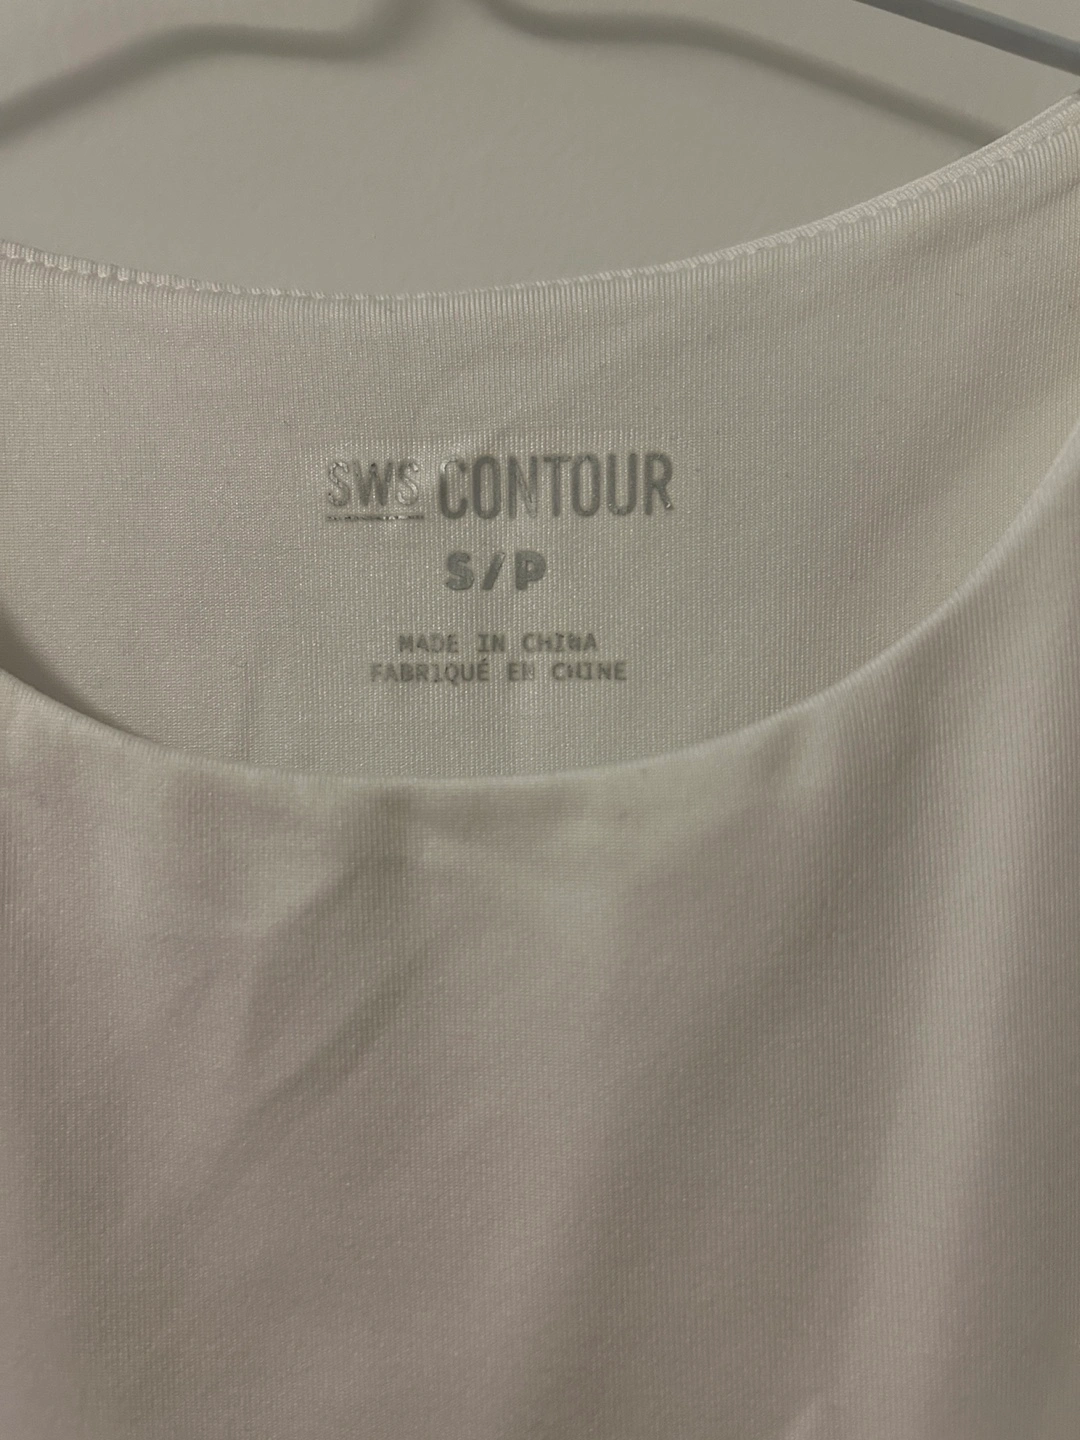 SWS CONTOUR
S/P
MADE IN CHINA
FABRIQUÉ EN CHINE